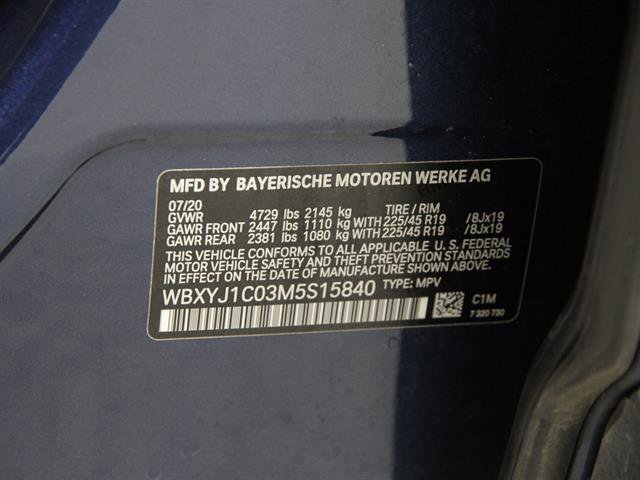 MFD BY BAYERISCHE MOTOREN WERKE AG
07/20
GVWR 4729 lbs 2145 kg TIRE / RIM
GAWR FRONT 2447 lbs 1110 kg WITH 225/45 R19 /8Jx19
GAWR REAR 2381 lbs 1080 kg WITH 225/45 R19 /8Jx19
THIS VEHICLE CONFORMS TO ALL APPLICABLE U. S. FEDERAL
MOTOR VEHICLE SAFETY AND THEFT PREVENTION STANDARDS
IN EFFECT ON THE DATE OF MANUFACTURE SHOWN ABOVE.
WBXYJ1C03M5S15840 TYPE: MPV
C1M
7 320 730